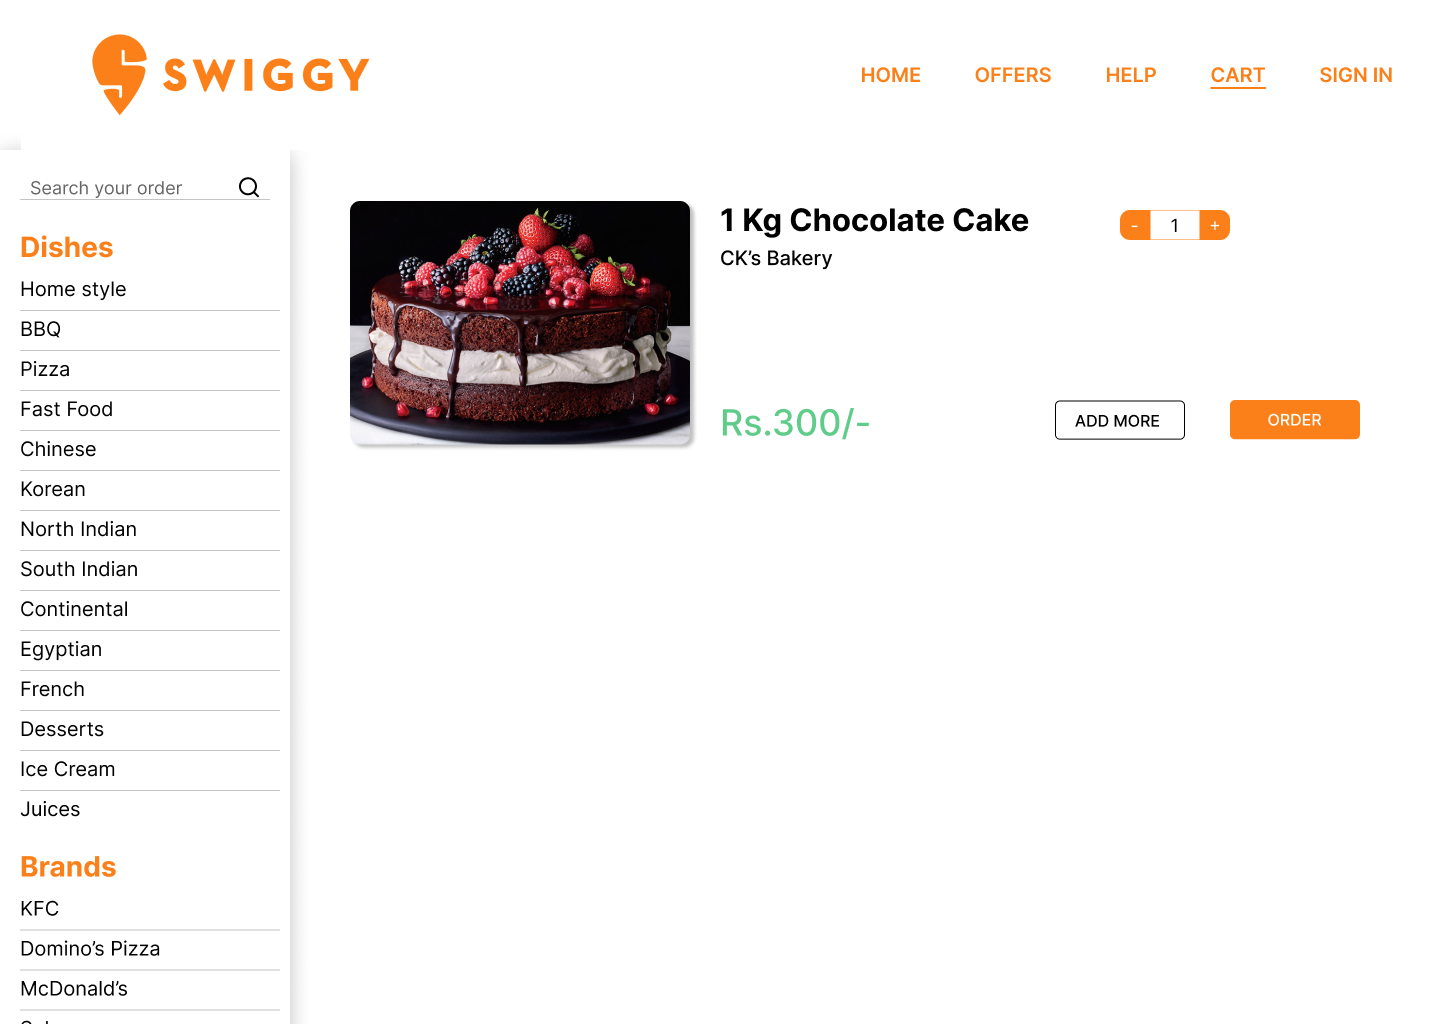 SWIGGY
HOME OFFERS HELP CART SIGN IN
Search your order
Dishes
Home style
BBQ
Pizza
Fast Food
Chinese
Korean
North Indian
South Indian
Continental
Egyptian
French
Desserts
Ice Cream
Juices
Brands
KFC
Domino’s Pizza
McDonald’s
1 Kg Chocolate Cake
- 1 +
CK’s Bakery
Rs.300/-
ADD MORE
ORDER